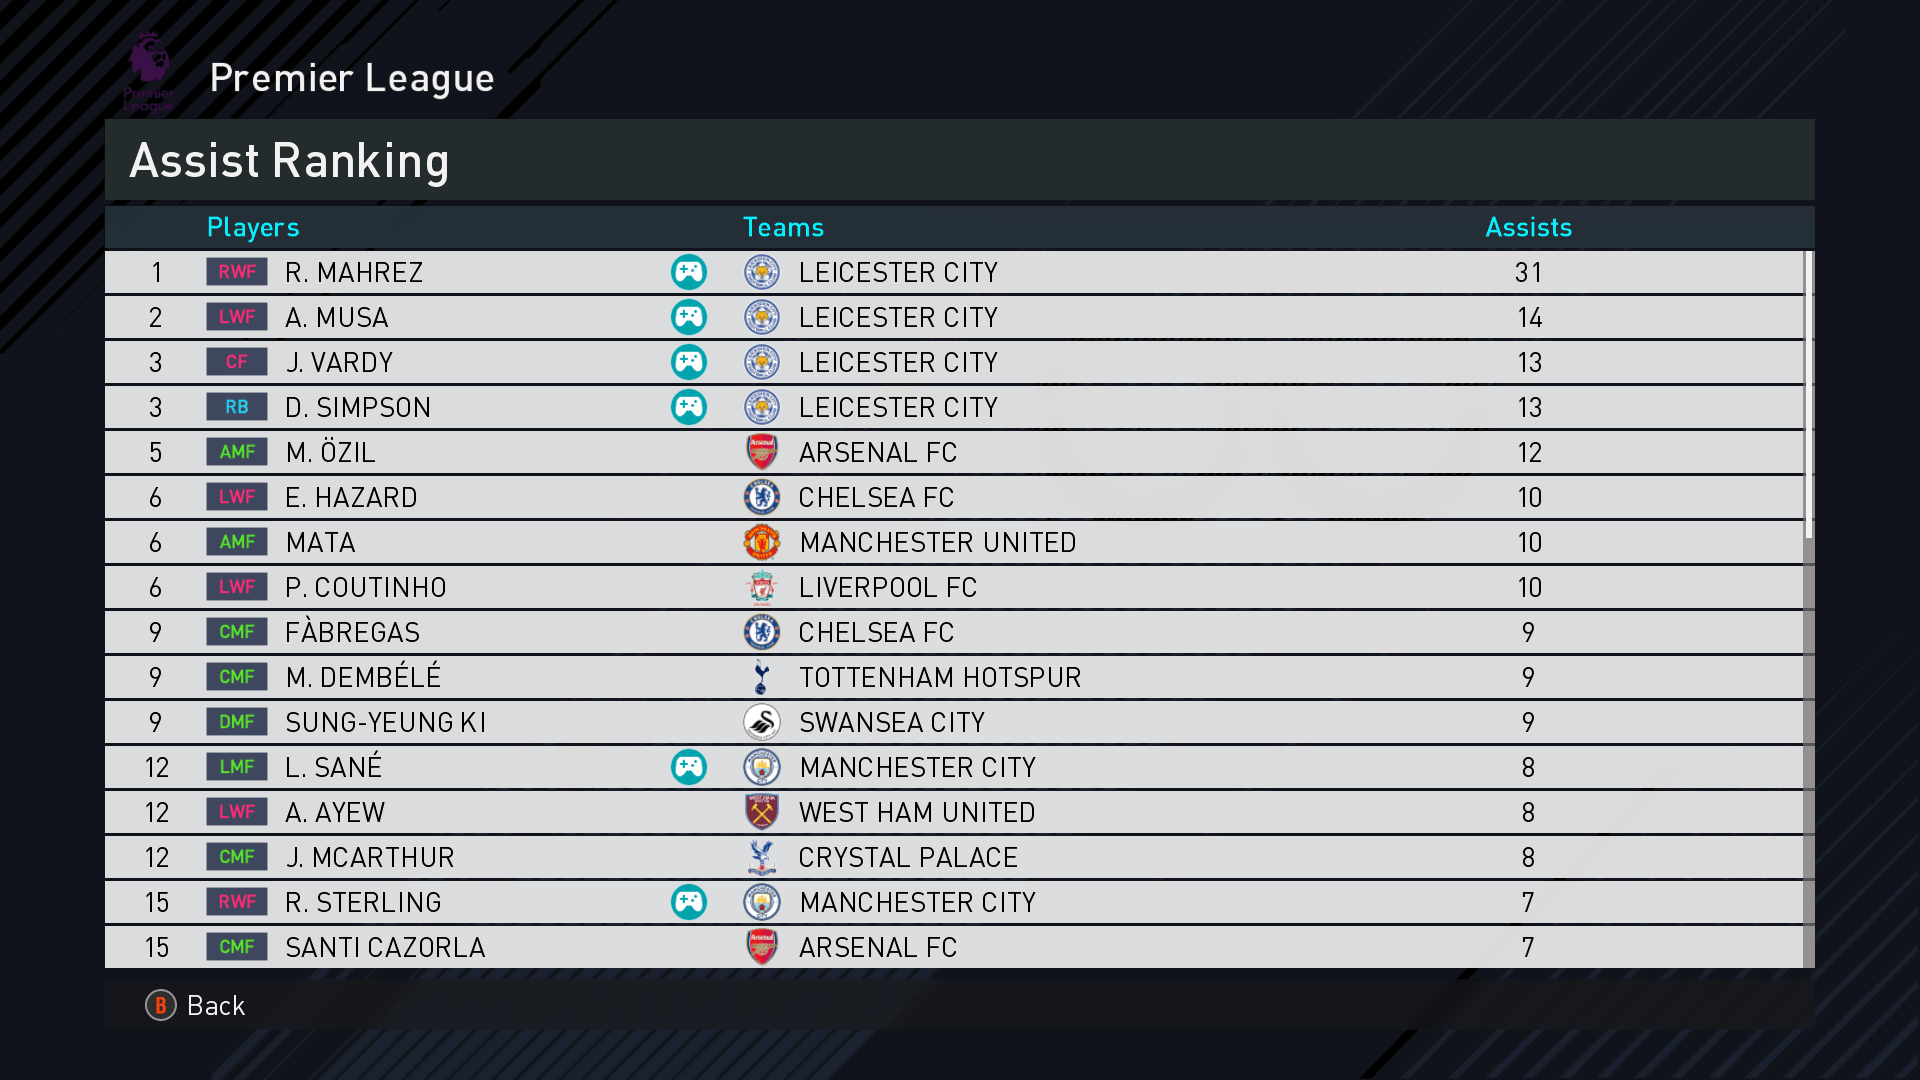 Premier League
Premier League
Assist Ranking
Players Teams Assists
1 RWF R. MAHREZ LEICESTER CITY 31
2 LWF A. MUSA LEICESTER CITY 14
3 CF J. VARDY LEICESTER CITY 13
3 RB D. SIMPSON LEICESTER CITY 13
5 AMF M. ÖZIL ARSENAL FC 12
6 LWF E. HAZARD CHELSEA FC 10
6 AMF MATA MANCHESTER UNITED 10
6 LWF P. COUTINHO LIVERPOOL FC 10
9 CMF FÀBREGAS CHELSEA FC 9
9 CMF M. DEMBÉLÉ TOTTENHAM HOTSPUR 9
9 DMF SUNG-YEUNG KI SWANSEA CITY 9
12 LMF L. SANÉ MANCHESTER CITY 8
12 LWF A. AYEW WEST HAM UNITED 8
12 CMF J. MCARTHUR CRYSTAL PALACE 8
15 RWF R. STERLING MANCHESTER CITY 7
15 CMF SANTI CAZORLA ARSENAL FC 7
B Back